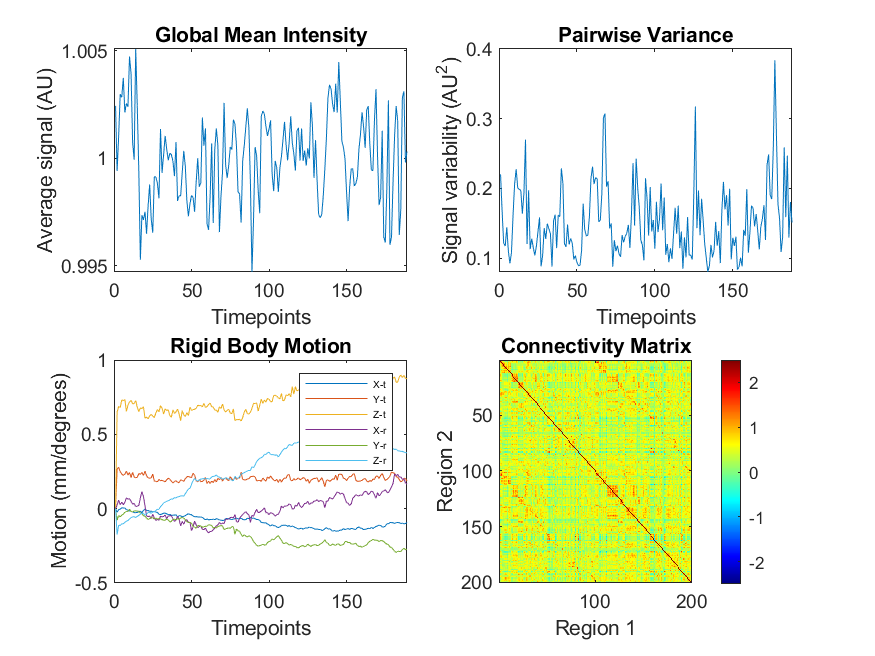 Global Mean Intensity
Average signal (AU)
1.005
1
0.995
0 50 100 150
Timepoints
Pairwise Variance
Signal variability (AU2)
0.4
0.3
0.2
0.1
0 50 100 150
Timepoints
Rigid Body Motion
Motion (mm/degrees)
1
0.5
0
-0.5
X-t
Y-t
Z-t
X-r
Y-r
Z-r
0 50 100 150
Timepoints
Connectivity Matrix
Region 2
50
100
150
200
100 200
Region 1
2
1
0
-1
-2